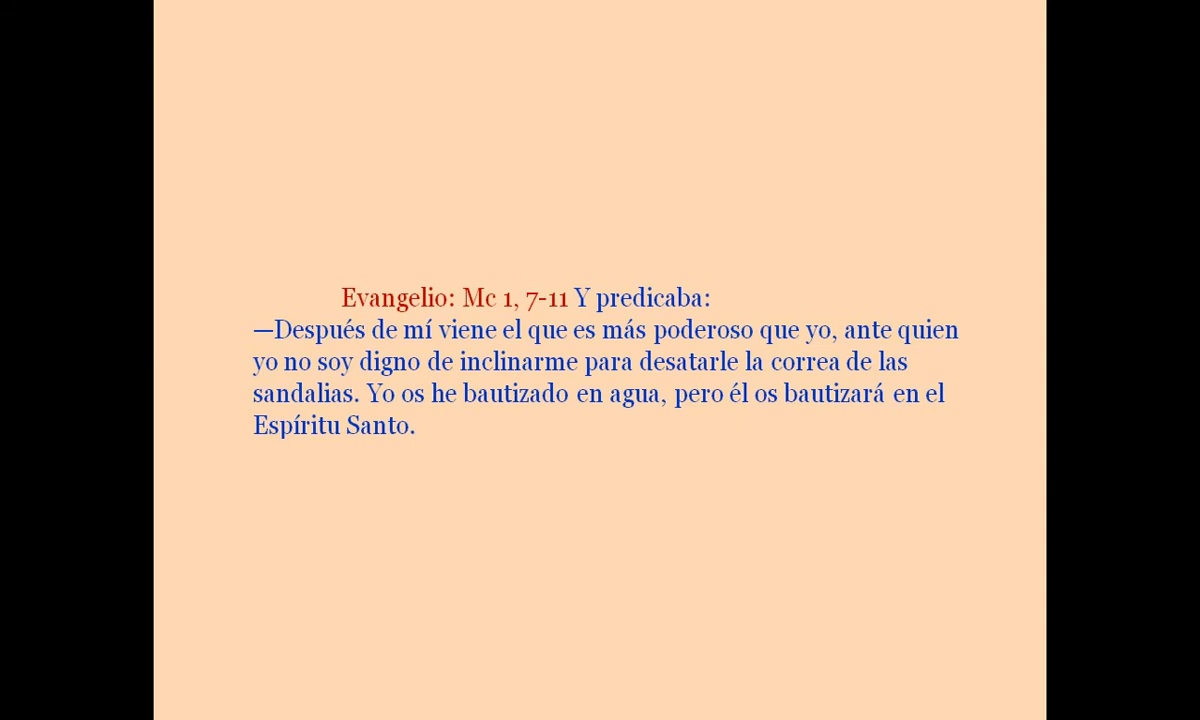 Evangelio: Mc 1, 7-11 Y predicaba:
—Después de mí viene el que es más poderoso que yo, ante quien
yo no soy digno de inclinarme para desatarle la correa de las
sandalias. Yo os he bautizado en agua, pero él os bautizará en el
Espíritu Santo.